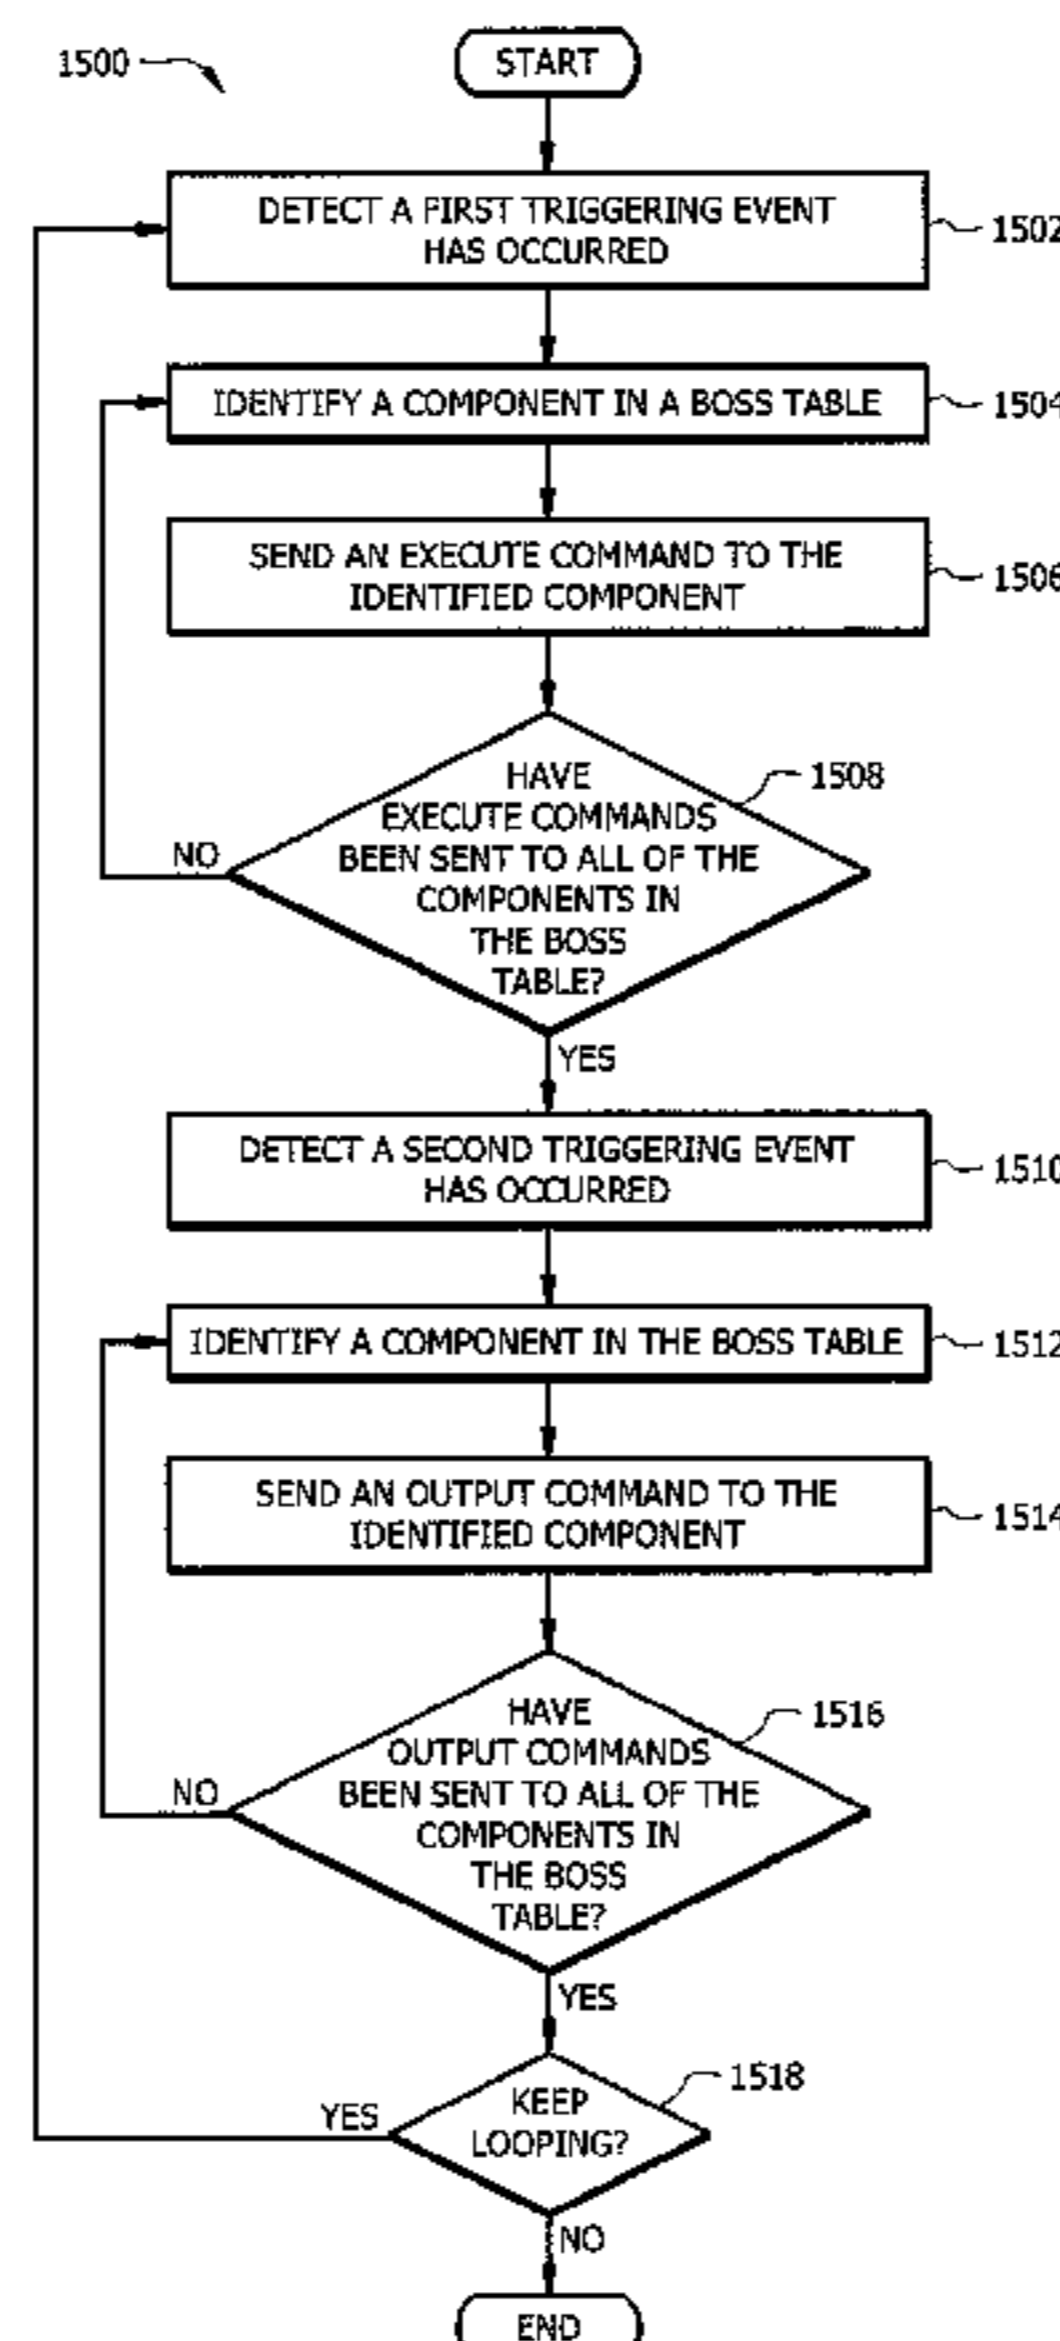 1500
START
DETECT A FIRST TRIGGERING EVENT
HAS OCCURRED
1502
IDENTIFY A COMPONENT IN A BOSS TABLE
1504
SEND AN EXECUTE COMMAND TO THE
IDENTIFIED COMPONENT
1506
HAVE
EXECUTE COMMANDS
BEEN SENT TO ALL OF THE
COMPONENTS IN
THE BOSS
TABLE?
1508
NO
YES
DETECT A SECOND TRIGGERING EVENT
HAS OCCURRED
1510
IDENTIFY A COMPONENT IN THE BOSS TABLE
1512
SEND AN OUTPUT COMMAND TO THE
IDENTIFIED COMPONENT
1514
HAVE
OUTPUT COMMANDS
BEEN SENT TO ALL OF THE
COMPONENTS IN
THE BOSS
TABLE?
1516
NO
YES
KEEP
LOOPING?
1518
YES
NO
END